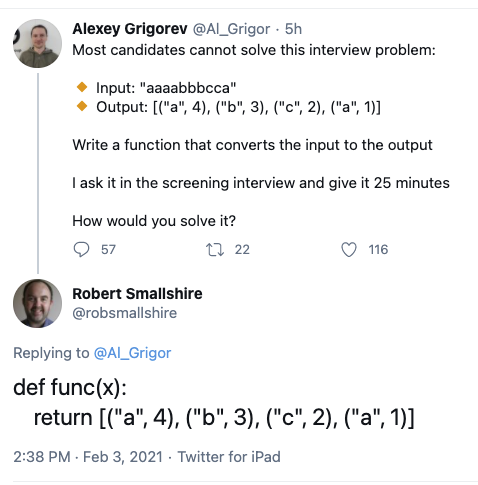 Alexey Grigorev @Al_Grigor · 5h
Most candidates cannot solve this interview problem:
🔸 Input: "aaaabbbcca"
🔸 Output: [("a", 4), ("b", 3), ("c", 2), ("a", 1)]
Write a function that converts the input to the output
I ask it in the screening interview and give it 25 minutes
How would you solve it?
57 22 116
Robert Smallshire
@robsmallshire
Replying to @Al_Grigor
def func(x):
    return [("a", 4), ("b", 3), ("c", 2), ("a", 1)]
2:38 PM · Feb 3, 2021 · Twitter for iPad